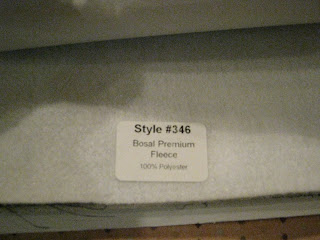 Style #346
Bosal Premium
Fleece
100% Polyester